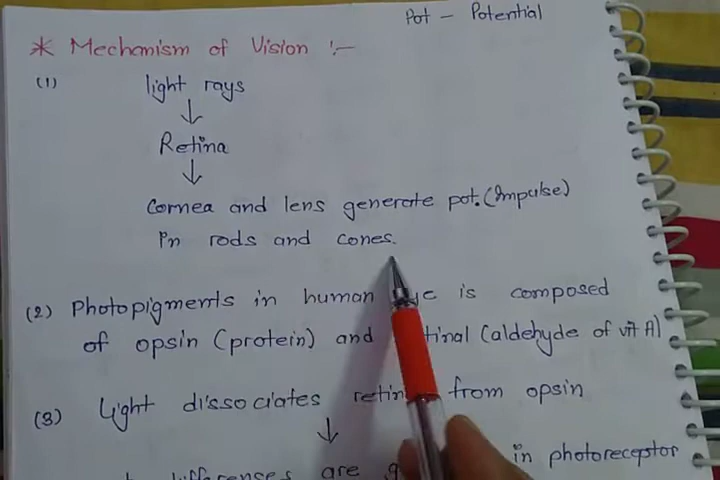 Pot - Potential
* Mechanism of Vision :-
(1) light rays
↓
Retina
↓
Cornea and lens generate pot. (Impulse)
in rods and cones.
(2) Photopigments in human is composed
of opsin (protein) and (aldehyde of vit A)
(3) Light dissociates from opsin
↓
differences are in photoreceptor